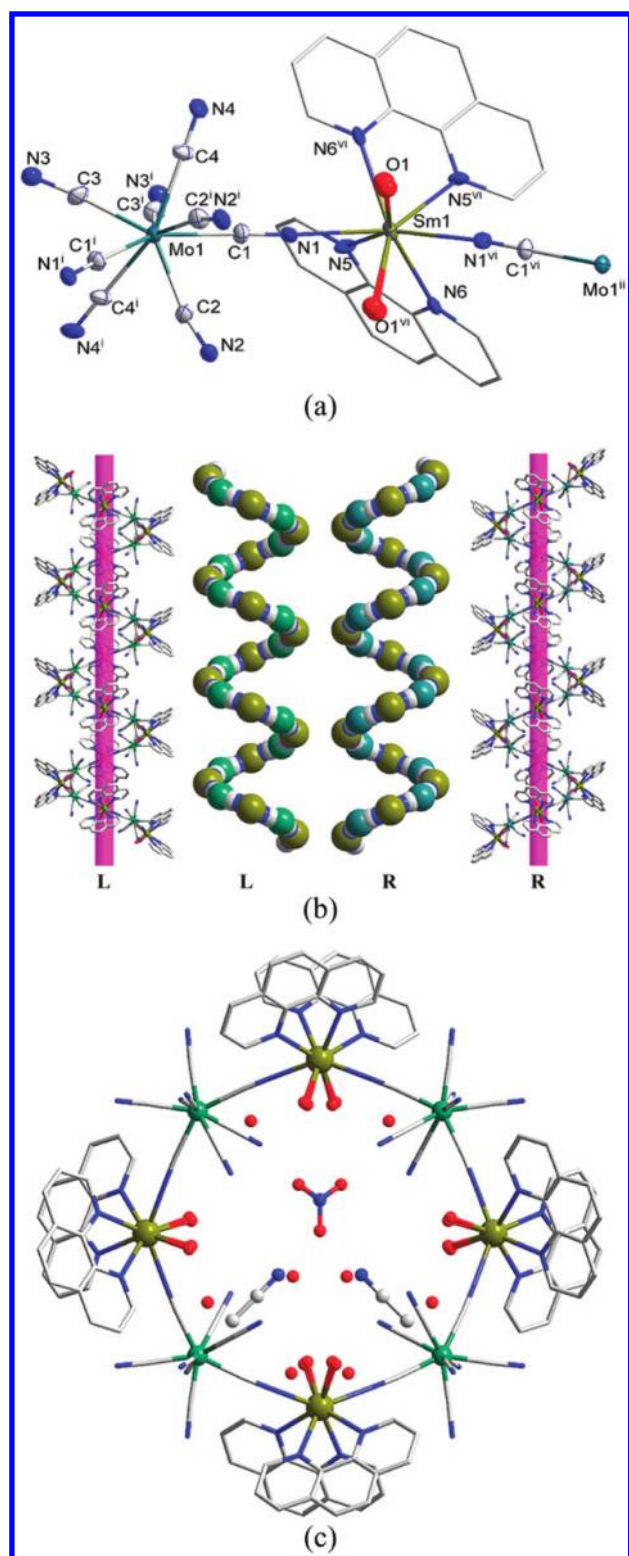 N4
N3
N6vi
O1
C4
C3
N3i
C3i
C2i
N2i
Sm1
N5vi
Mo1
C1i
N1i
C1
N1
N5
N1vi
C1vi
Mo1ii
C4i
C2
O1vi
N6
N4i
N2
(a)
L L R R
(b)
(c)